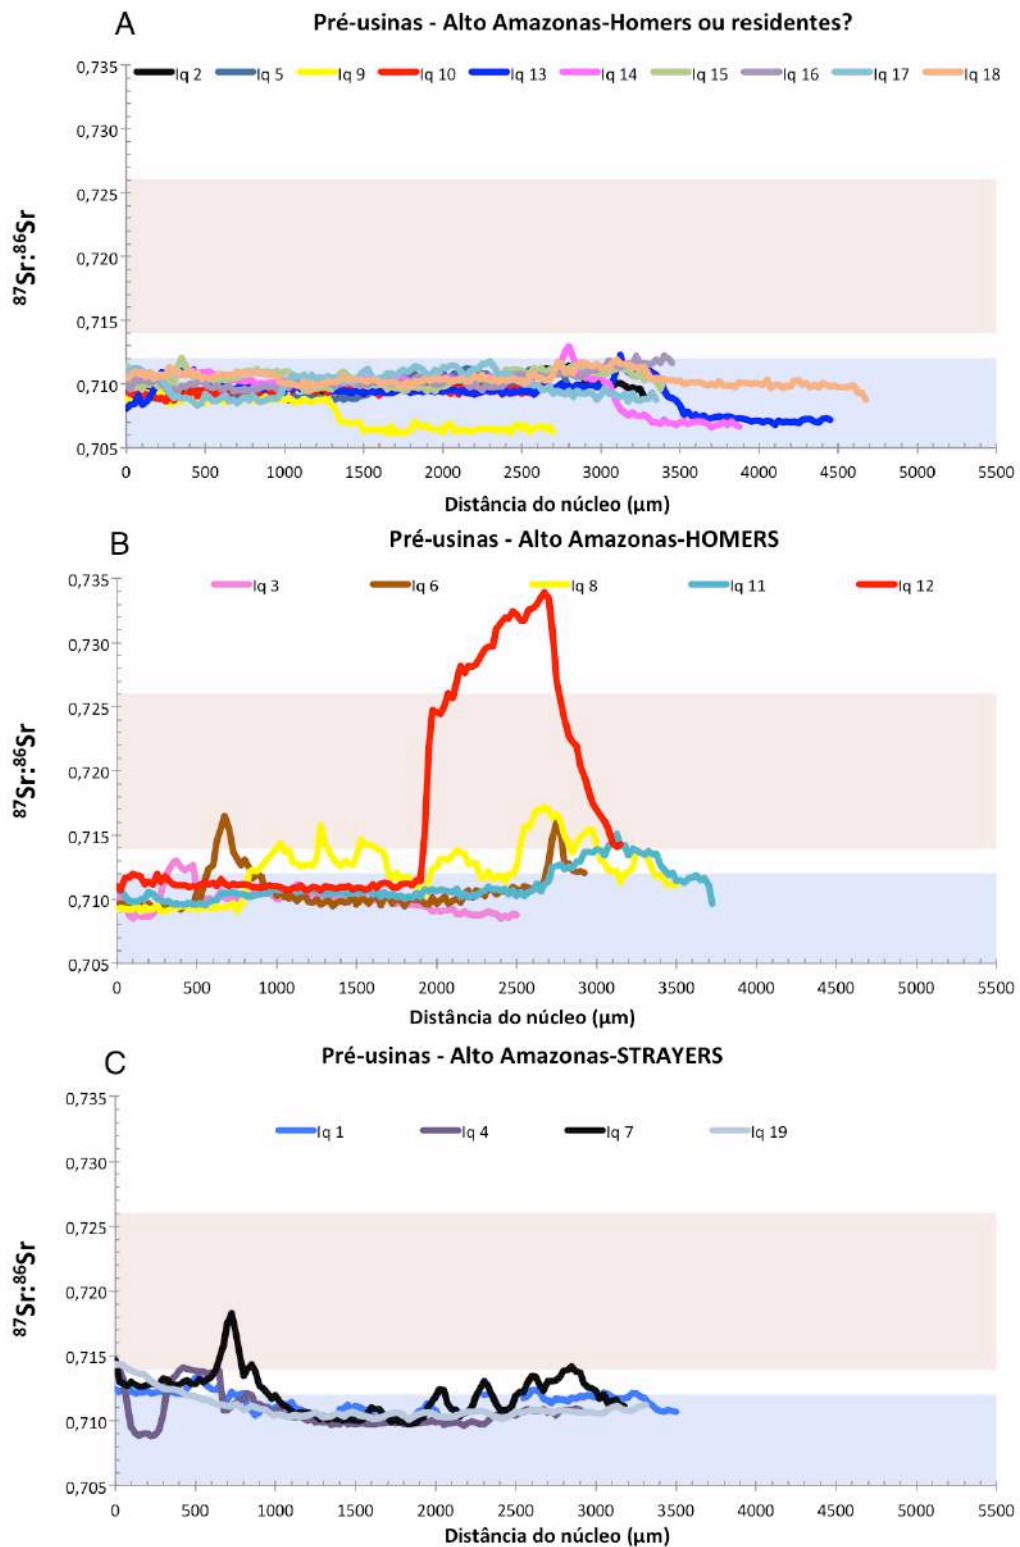 A
Pré-usinas - Alto Amazonas-Homers ou residentes?
0,735
Iq 2 Iq 5 Iq 9 Iq 10 Iq 13 Iq 14 Iq 15 Iq 16 Iq 17 Iq 18
0,730
0,725
0,720
0,715
0,710
0,705
⁸⁷Sr:⁸⁶Sr
0 500 1000 1500 2000 2500 3000 3500 4000 4500 5000 5500
Distância do núcleo (µm)
B
Pré-usinas - Alto Amazonas-HOMERS
0,735
Iq 3 Iq 6 Iq 8 Iq 11 Iq 12
0,730
0,725
0,720
0,715
0,710
0,705
⁸⁷Sr:⁸⁶Sr
0 500 1000 1500 2000 2500 3000 3500 4000 4500 5000 5500
Distância do núcleo (µm)
C
Pré-usinas - Alto Amazonas-STRAYERS
0,735
Iq 1 Iq 4 Iq 7 Iq 19
0,730
0,725
0,720
0,715
0,710
0,705
⁸⁷Sr:⁸⁶Sr
0 500 1000 1500 2000 2500 3000 3500 4000 4500 5000 5500
Distância do núcleo (µm)